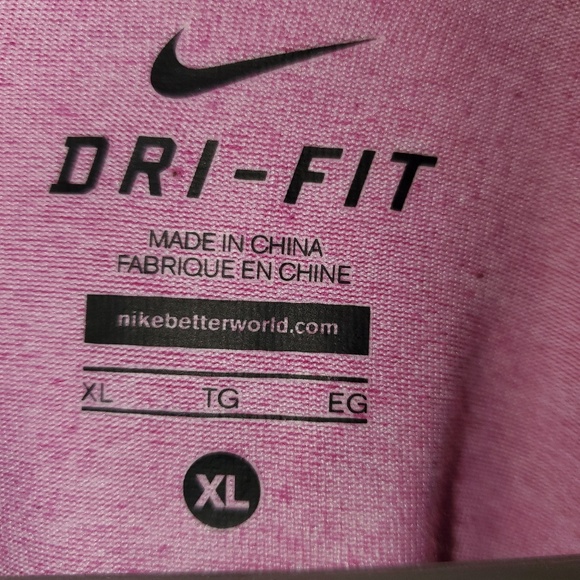 DRI-FIT
MADE IN CHINA
FABRIQUE EN CHINE
nikebetterworld.com
XL TG EG
XL